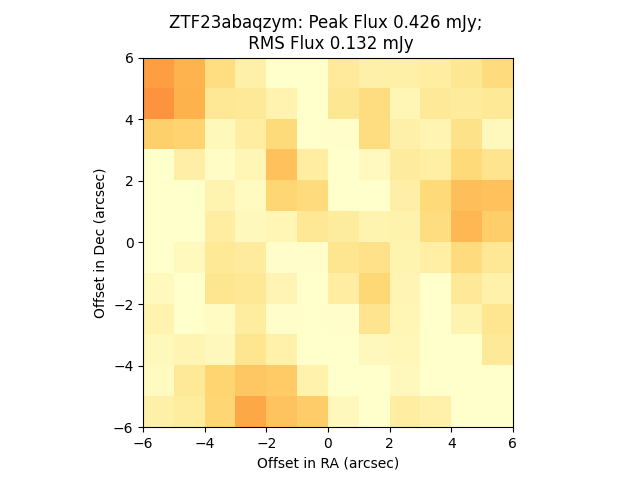 ZTF23abaqzym: Peak Flux 0.426 mJy;
RMS Flux 0.132 mJy
6
4
2
0
−2
−4
−6
Offset in Dec (arcsec)
−6 −4 −2 0 2 4 6
Offset in RA (arcsec)